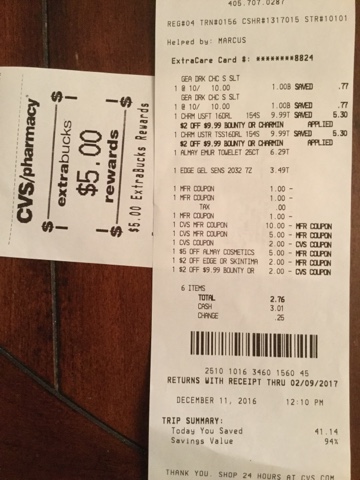 CVS/pharmacy
extrabucks
$5.00
rewards
$5.00 ExtraBucks Rewards
405.707.0287
REG#04 TRN#0156 CSHR#1317015 STR#10101
Helped by: MARCUS
ExtraCare Card #: ********8824
GEA DRK CHC S SLT
1 @ 10/ 10.00 1.00B SAVED .77
GEA DRK CHC S SLT
1 @ 10/ 10.00 1.00B SAVED .77
1 CHRM USFT 16DRL 154S 9.99T SAVED 5.30
$2 OFF $9.99 BOUNTY OR CHARMIN APPLIED
1 CHRM USTR TSS16DRL 154S 9.99T SAVED 5.30
$2 OFF $9.99 BOUNTY OR CHARMIN APPLIED
1 ALMAY EMUR TOWELET 25CT 6.29T
1 EDGE GEL SENS 2032 7Z 3.49T
1 MFR COUPON 1.00 -
1 MFR COUPON 1.00 -
TAX .00
1 MFR COUPON 1.00 -
1 CVS MFR COUPON 10.00 - MFR COUPON
1 CVS MFR COUPON 5.00 - MFR COUPON
1 CVS COUPON 2.00 - CVS COUPON
1 $5 OFF ALMAY COSMETICS 5.00 - MFR COUPON
1 $2 OFF EDGE OR SKINTIMA 2.00 - MFR COUPON
1 $2 OFF $9.99 BOUNTY OR 2.00 - CVS COUPON
6 ITEMS
TOTAL 2.76
CASH 3.01
CHANGE .25
2510 1016 3460 1560 45
RETURNS WITH RECEIPT THRU 02/09/2017
DECEMBER 11, 2016 12:10 PM
TRIP SUMMARY:
Today You Saved 41.14
Savings Value 94%
THANK YOU. SHOP 24 HOURS AT CVS.COM